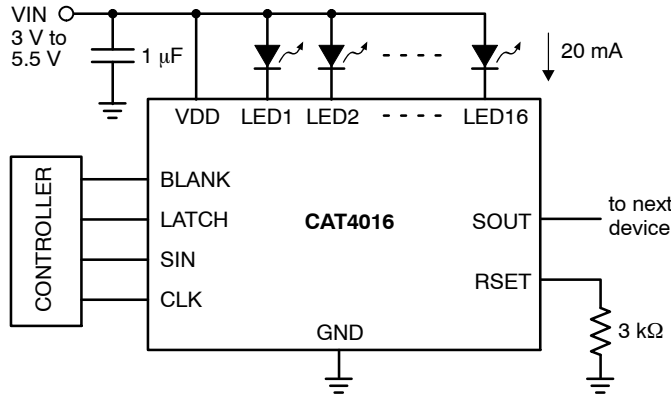 VIN
3 V to
5.5 V
1 μF
20 mA
VDD LED1 LED2 LED16
CONTROLLER
BLANK
LATCH
SIN
CLK
CAT4016
SOUT
RSET
GND
to next
device
3 kΩ